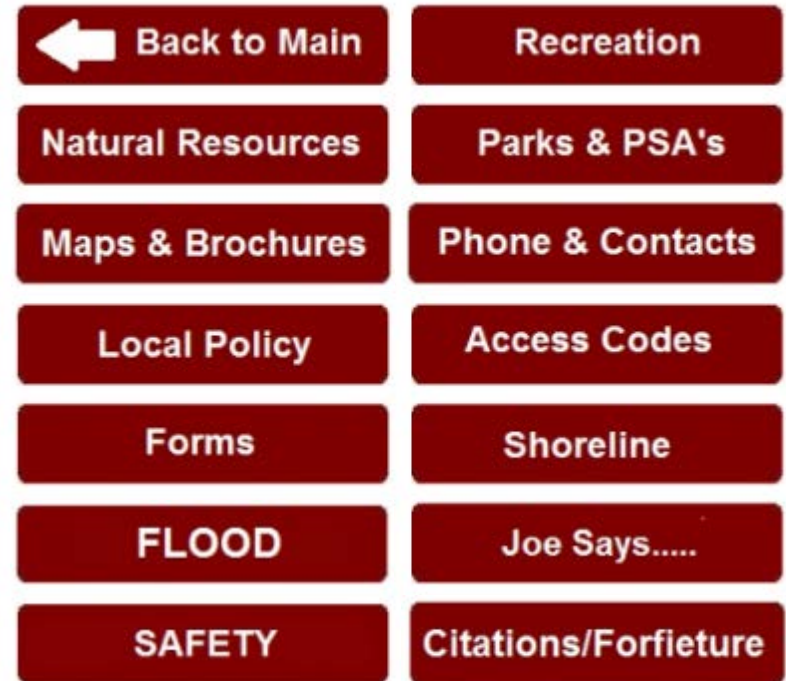 Back to Main
Recreation
Natural Resources
Parks & PSA's
Maps & Brochures
Phone & Contacts
Local Policy
Access Codes
Forms
Shoreline
FLOOD
Joe Says.....
SAFETY
Citations/Forfieture